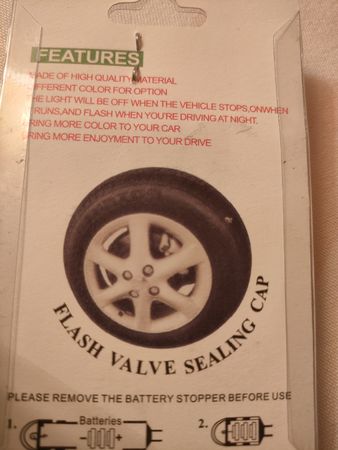 FEATURES
MADE OF HIGH QUALITY MATERIAL
DIFFERENT COLOR FOR OPTION
THE LIGHT WILL BE OFF WHEN THE VEHICLE STOPS,ONWHEN
RUNS,AND FLASH WHEN YOU'RE DRIVING AT NIGHT.
BRING MORE COLOR TO YOUR CAR
BRING MORE ENJOYMENT TO YOUR DRIVE
FLASH VALVE SEALING CAP
PLEASE REMOVE THE BATTERY STOPPER BEFORE USE
1. Batteries - + 2.